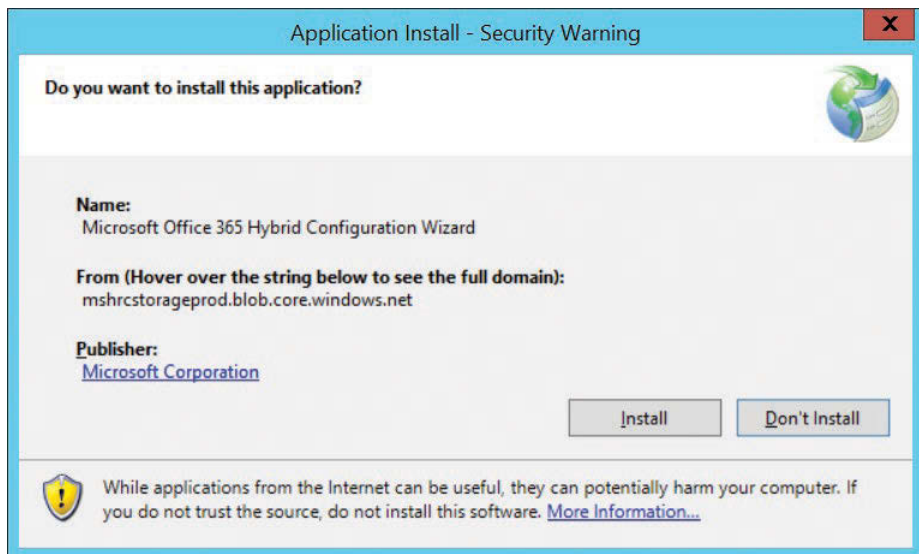 Application Install - Security Warning
X
Do you want to install this application?
Name:
Microsoft Office 365 Hybrid Configuration Wizard
From (Hover over the string below to see the full domain):
mshrcstorageprod.blob.core.windows.net
Publisher:
Microsoft Corporation
Install
Don't Install
While applications from the Internet can be useful, they can potentially harm your computer. If
you do not trust the source, do not install this software. More Information...